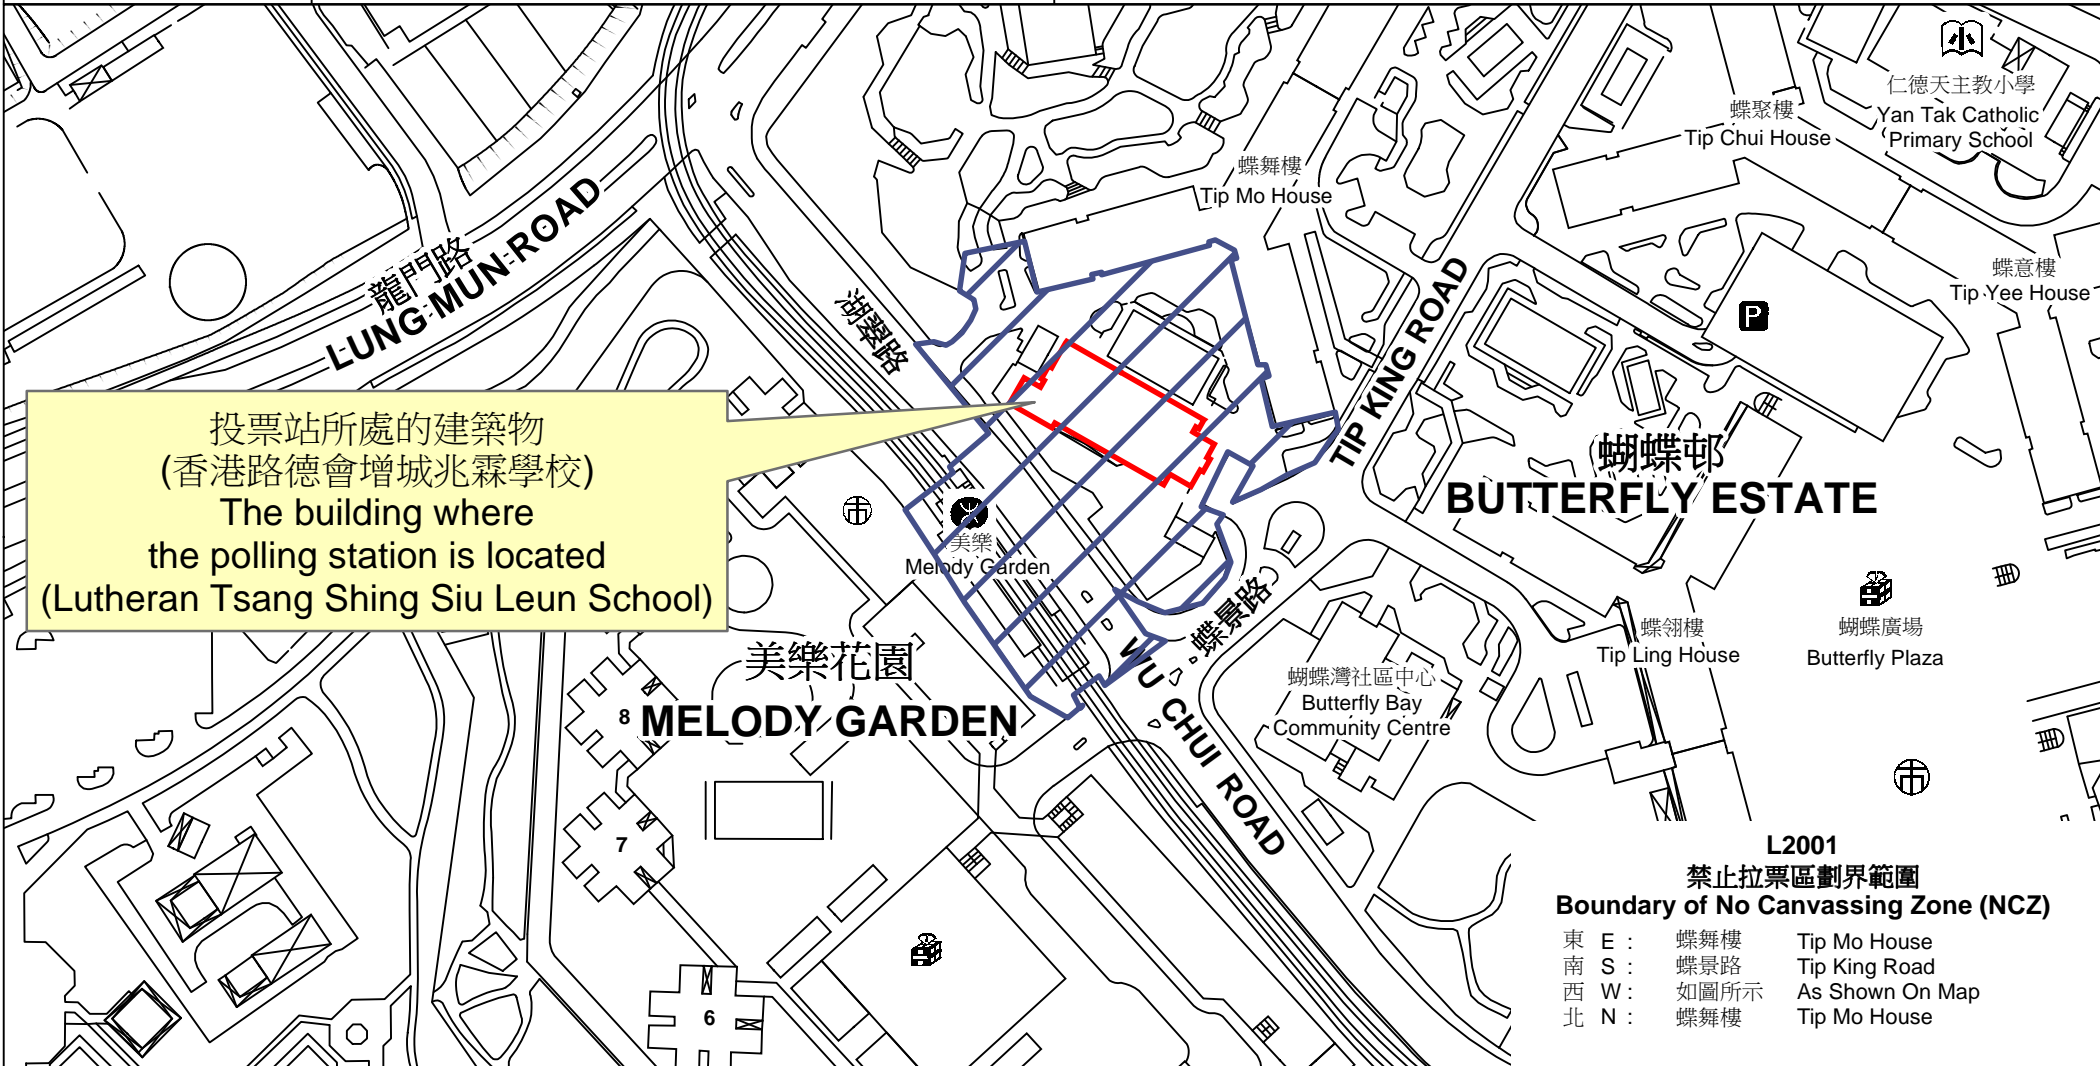 仁德天主教小學
Yan Tak Catholic
Primary School
蝶聚樓
Tip Chui House
蝶舞樓
Tip Mo House
蝶意樓
Tip Yee House
龍門路
LUNG MUN ROAD
湖翠路
TIP KING ROAD
P
投票站所處的建築物
(香港路德會增城兆霖學校)
The building where
the polling station is located
(Lutheran Tsang Shing Siu Leun School)
蝴蝶邨
BUTTERFLY ESTATE
市
美樂
Melody Garden
蝶景路
WU CHUI ROAD
蝶翎樓
Tip Ling House
蝴蝶廣場
Butterfly Plaza
美樂花園
MELODY GARDEN
蝴蝶灣社區中心
Butterfly Bay
Community Centre
8
7
6
市
L2001
禁止拉票區劃界範圍
Boundary of No Canvassing Zone (NCZ)
東 E : 蝶舞樓 Tip Mo House
南 S : 蝶景路 Tip King Road
西 W : 如圖所示 As Shown On Map
北 N : 蝶舞樓 Tip Mo House